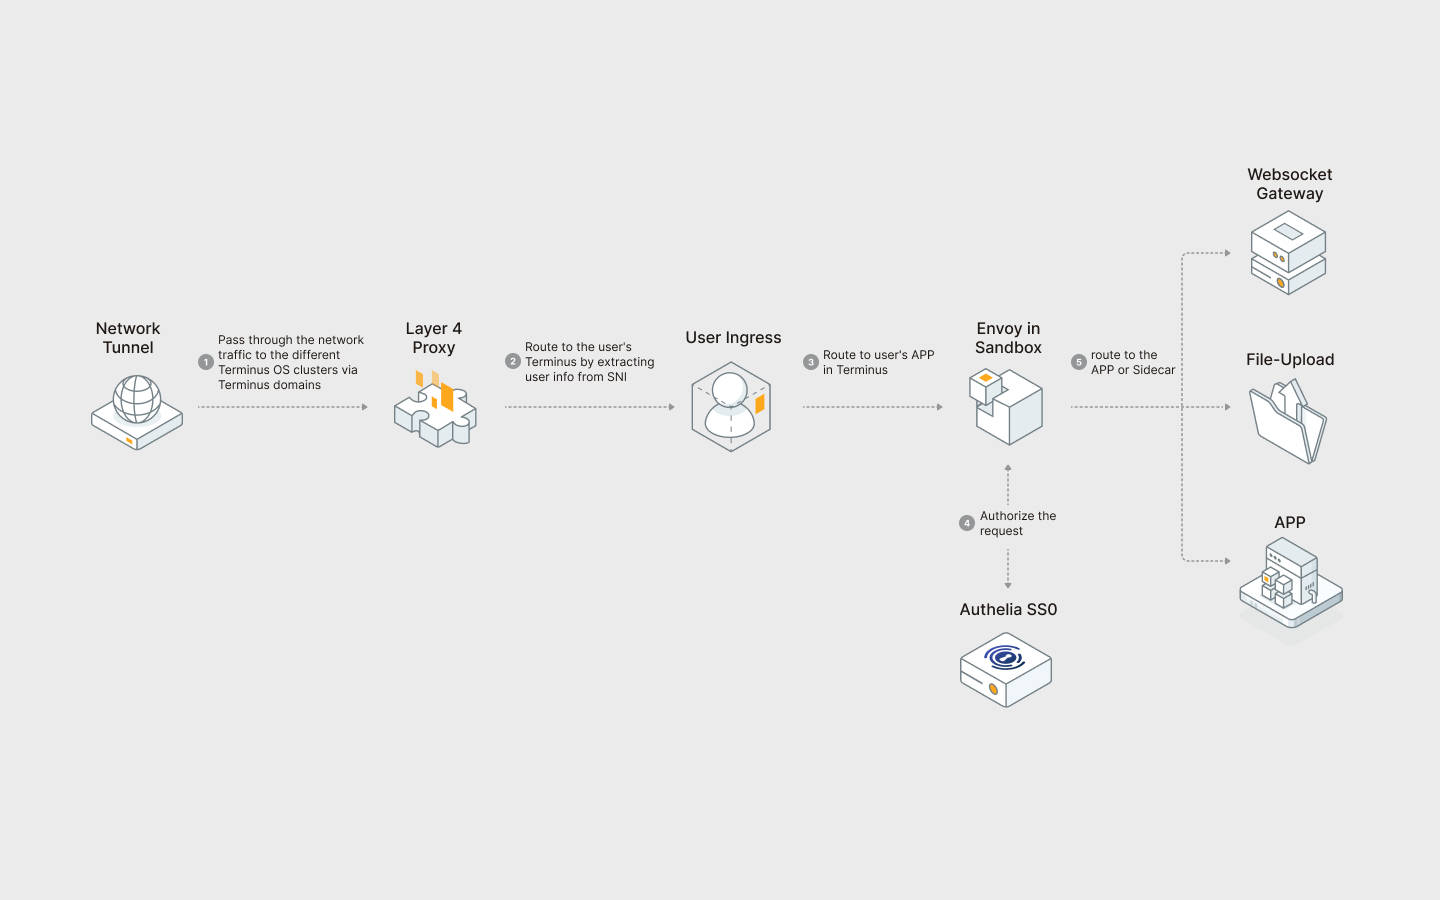 Network
Tunnel
1
Pass through the network
traffic to the different
Terminus OS clusters via
Terminus domains
Layer 4
Proxy
2
Route to the user's
Terminus by extracting
user info from SNI
User Ingress
3
Route to user's APP
in Terminus
Envoy in
Sandbox
4
Authorize the
request
Authelia SS0
5
route to the
APP or Sidecar
Websocket
Gateway
File-Upload
APP